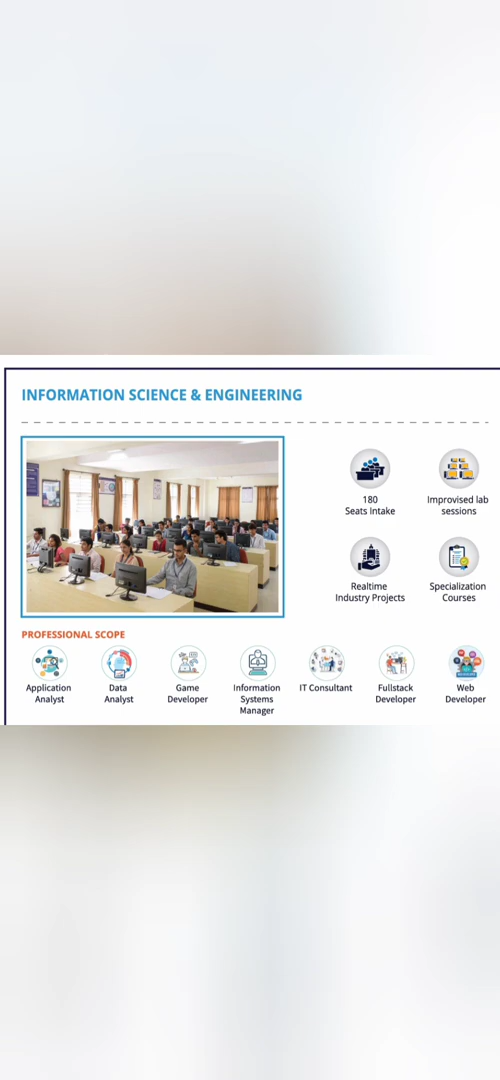 INFORMATION SCIENCE & ENGINEERING
180
Seats Intake
Improvised lab
sessions
Realtime
Industry Projects
Specialization
Courses
PROFESSIONAL SCOPE
Application
Analyst
Data
Analyst
Game
Developer
Information
Systems
Manager
IT Consultant
Fullstack
Developer
Web
Developer